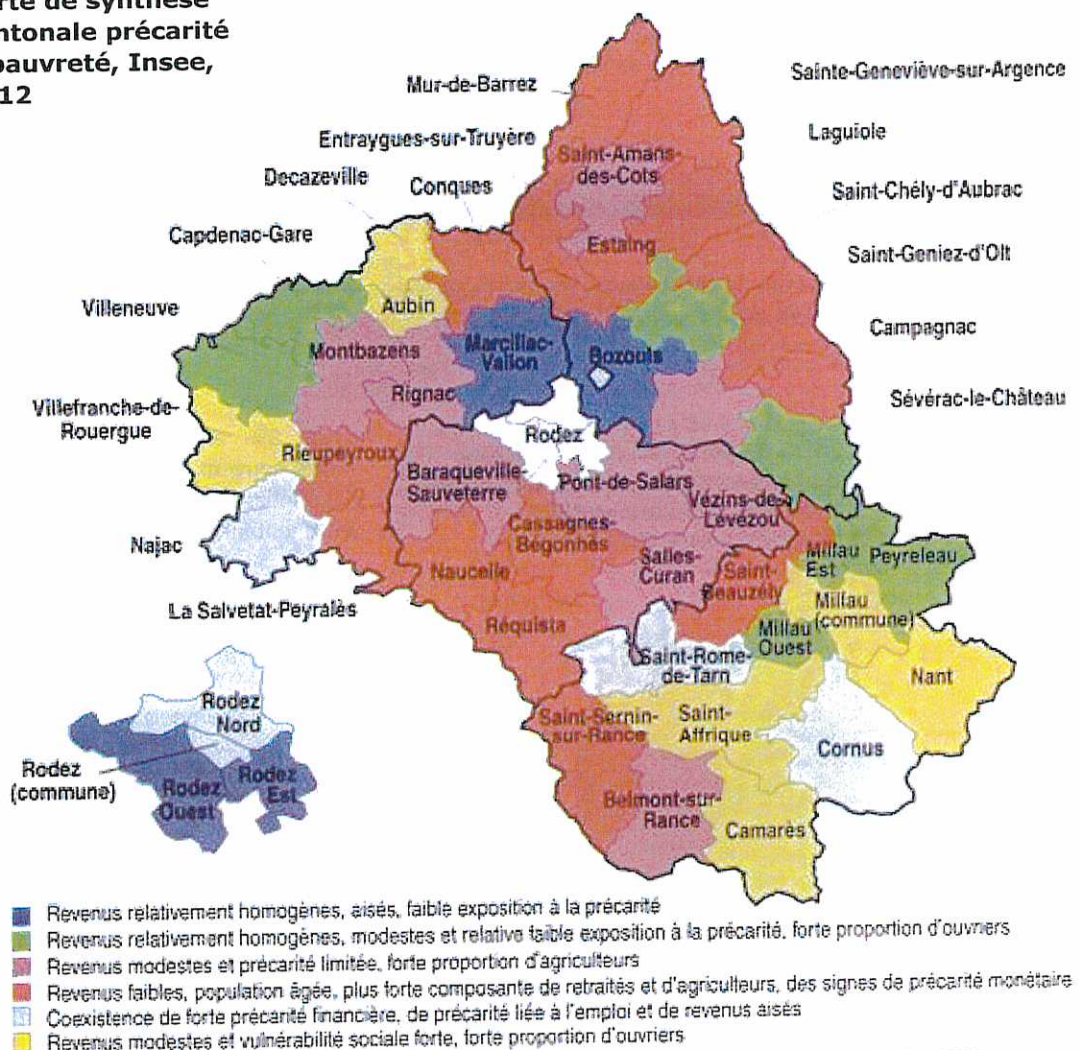 rte de synthèse
ntonale précarité
pauvreté, Insee,
12
Mur-de-Barrez
Sainte-Geneviève-sur-Argence
Entraygues-sur-Truyère
Laguiole
Decazeville
Conques
Saint-Amans-
des-Cots
Saint-Chély-d'Aubrac
Capdenac-Gare
Estaing
Saint-Geniez-d'Olt
Villeneuve
Aubin
Campagnac
Montbazens
Marcillac-
Vallon
Bozouls
Rignac
Sévérac-le-Château
Villefranche-de-
Rouergue
Rodez
Rieupeyroux
Baraqueville-
Sauveterre
Pont-de-Salars
Vézins-de-
Lévézou
Cassagnes-
Bégonhès
Najac
Naucelle
Salles-
Curan
Saint-
Beauzély
Millau
Est
Peyreleau
Millau
(commune)
La Salvetat-Peyralès
Réquista
Millau
Ouest
Saint-Rome-
de-Tarn
Nant
Saint-Sernin-
sur-Rance
Saint-
Affrique
Cornus
Belmont-sur-
Rance
Camarès
Rodez
Nord
Rodez
(commune)
Rodez
Ouest
Rodez
Est
Revenus relativement homogènes, aisés, faible exposition à la précarité
Revenus relativement homogènes, modestes et relative faible exposition à la précarité, forte proportion d'ouvriers
Revenus modestes et précarité limitée, forte proportion d'agriculteurs
Revenus faibles, population âgée, plus forte composante de retraités et d'agriculteurs, des signes de précarité monétaire
Coexistence de forte précarité financière, de précarité liée à l'emploi et de revenus aisés
Revenus modestes et vulnérabilité sociale forte, forte proportion d'ouvriers